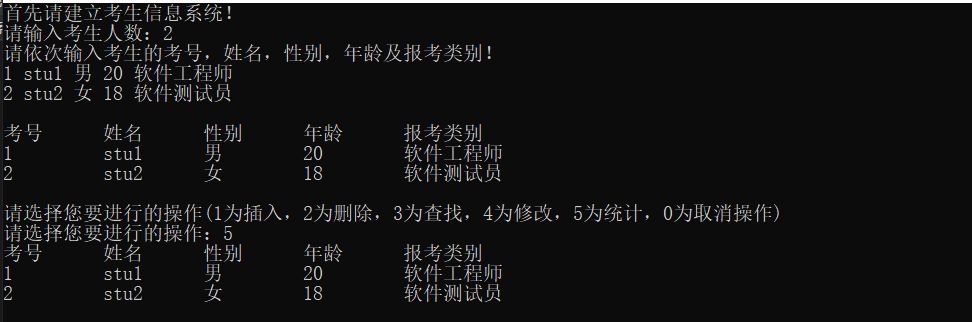 首先请建立考生信息系统！
请输入考生人数：2
请依次输入考生的考号，姓名，性别，年龄及报考类别！
1 stu1 男 20 软件工程师
2 stu2 女 18 软件测试员
考号 姓名 性别 年龄 报考类别
1 stu1 男 20 软件工程师
2 stu2 女 18 软件测试员
请选择您要进行的操作(1为插入，2为删除，3为查找，4为修改，5为统计，0为取消操作)
请选择您要进行的操作：5
考号 姓名 性别 年龄 报考类别
1 stu1 男 20 软件工程师
2 stu2 女 18 软件测试员